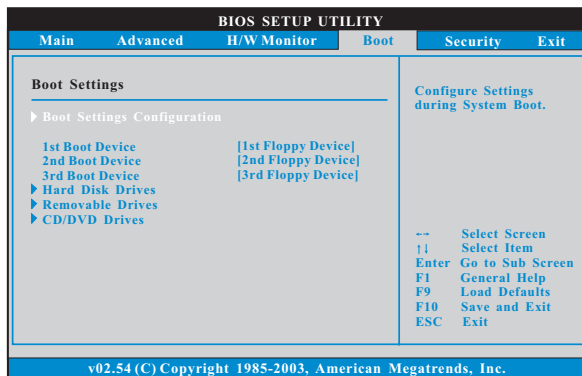 BIOS SETUP UTILITY
Main Advanced H/W Monitor Boot Security Exit
Boot Settings
Boot Settings Configuration
1st Boot Device [1st Floppy Device]
2nd Boot Device [2nd Floppy Device]
3rd Boot Device [3rd Floppy Device]
Hard Disk Drives
Removable Drives
CD/DVD Drives
Configure Settings
during System Boot.
←→ Select Screen
↑↓ Select Item
Enter Go to Sub Screen
F1 General Help
F9 Load Defaults
F10 Save and Exit
ESC Exit
v02.54 (C) Copyright 1985-2003, American Megatrends, Inc.